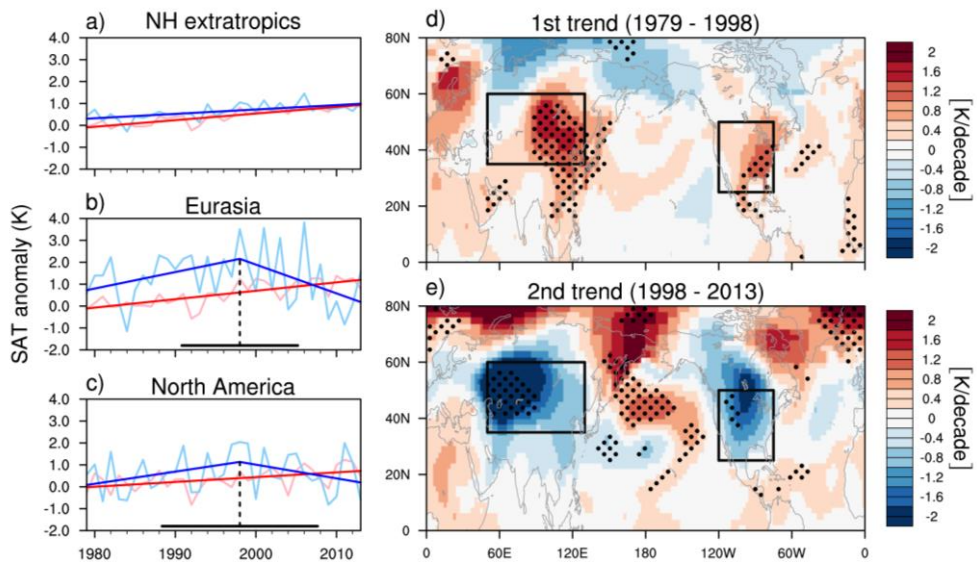 a) NH extratropics
4.0
3.0
2.0
1.0
0.0
-1.0
-2.0
b) Eurasia
4.0
3.0
2.0
1.0
0.0
-1.0
-2.0
c) North America
4.0
3.0
2.0
1.0
0.0
-1.0
-2.0
1980 1990 2000 2010
SAT anomaly (K)
d) 1st trend (1979 - 1998)
80N
60N
40N
20N
0
2
1.6
1.2
0.8
0.4
0
-0.4
-0.8
-1.2
-1.6
-2
[K/decade]
e) 2nd trend (1998 - 2013)
80N
60N
40N
20N
0
0 60E 120E 180 120W 60W 0
2
1.6
1.2
0.8
0.4
0
-0.4
-0.8
-1.2
-1.6
-2
[K/decade]